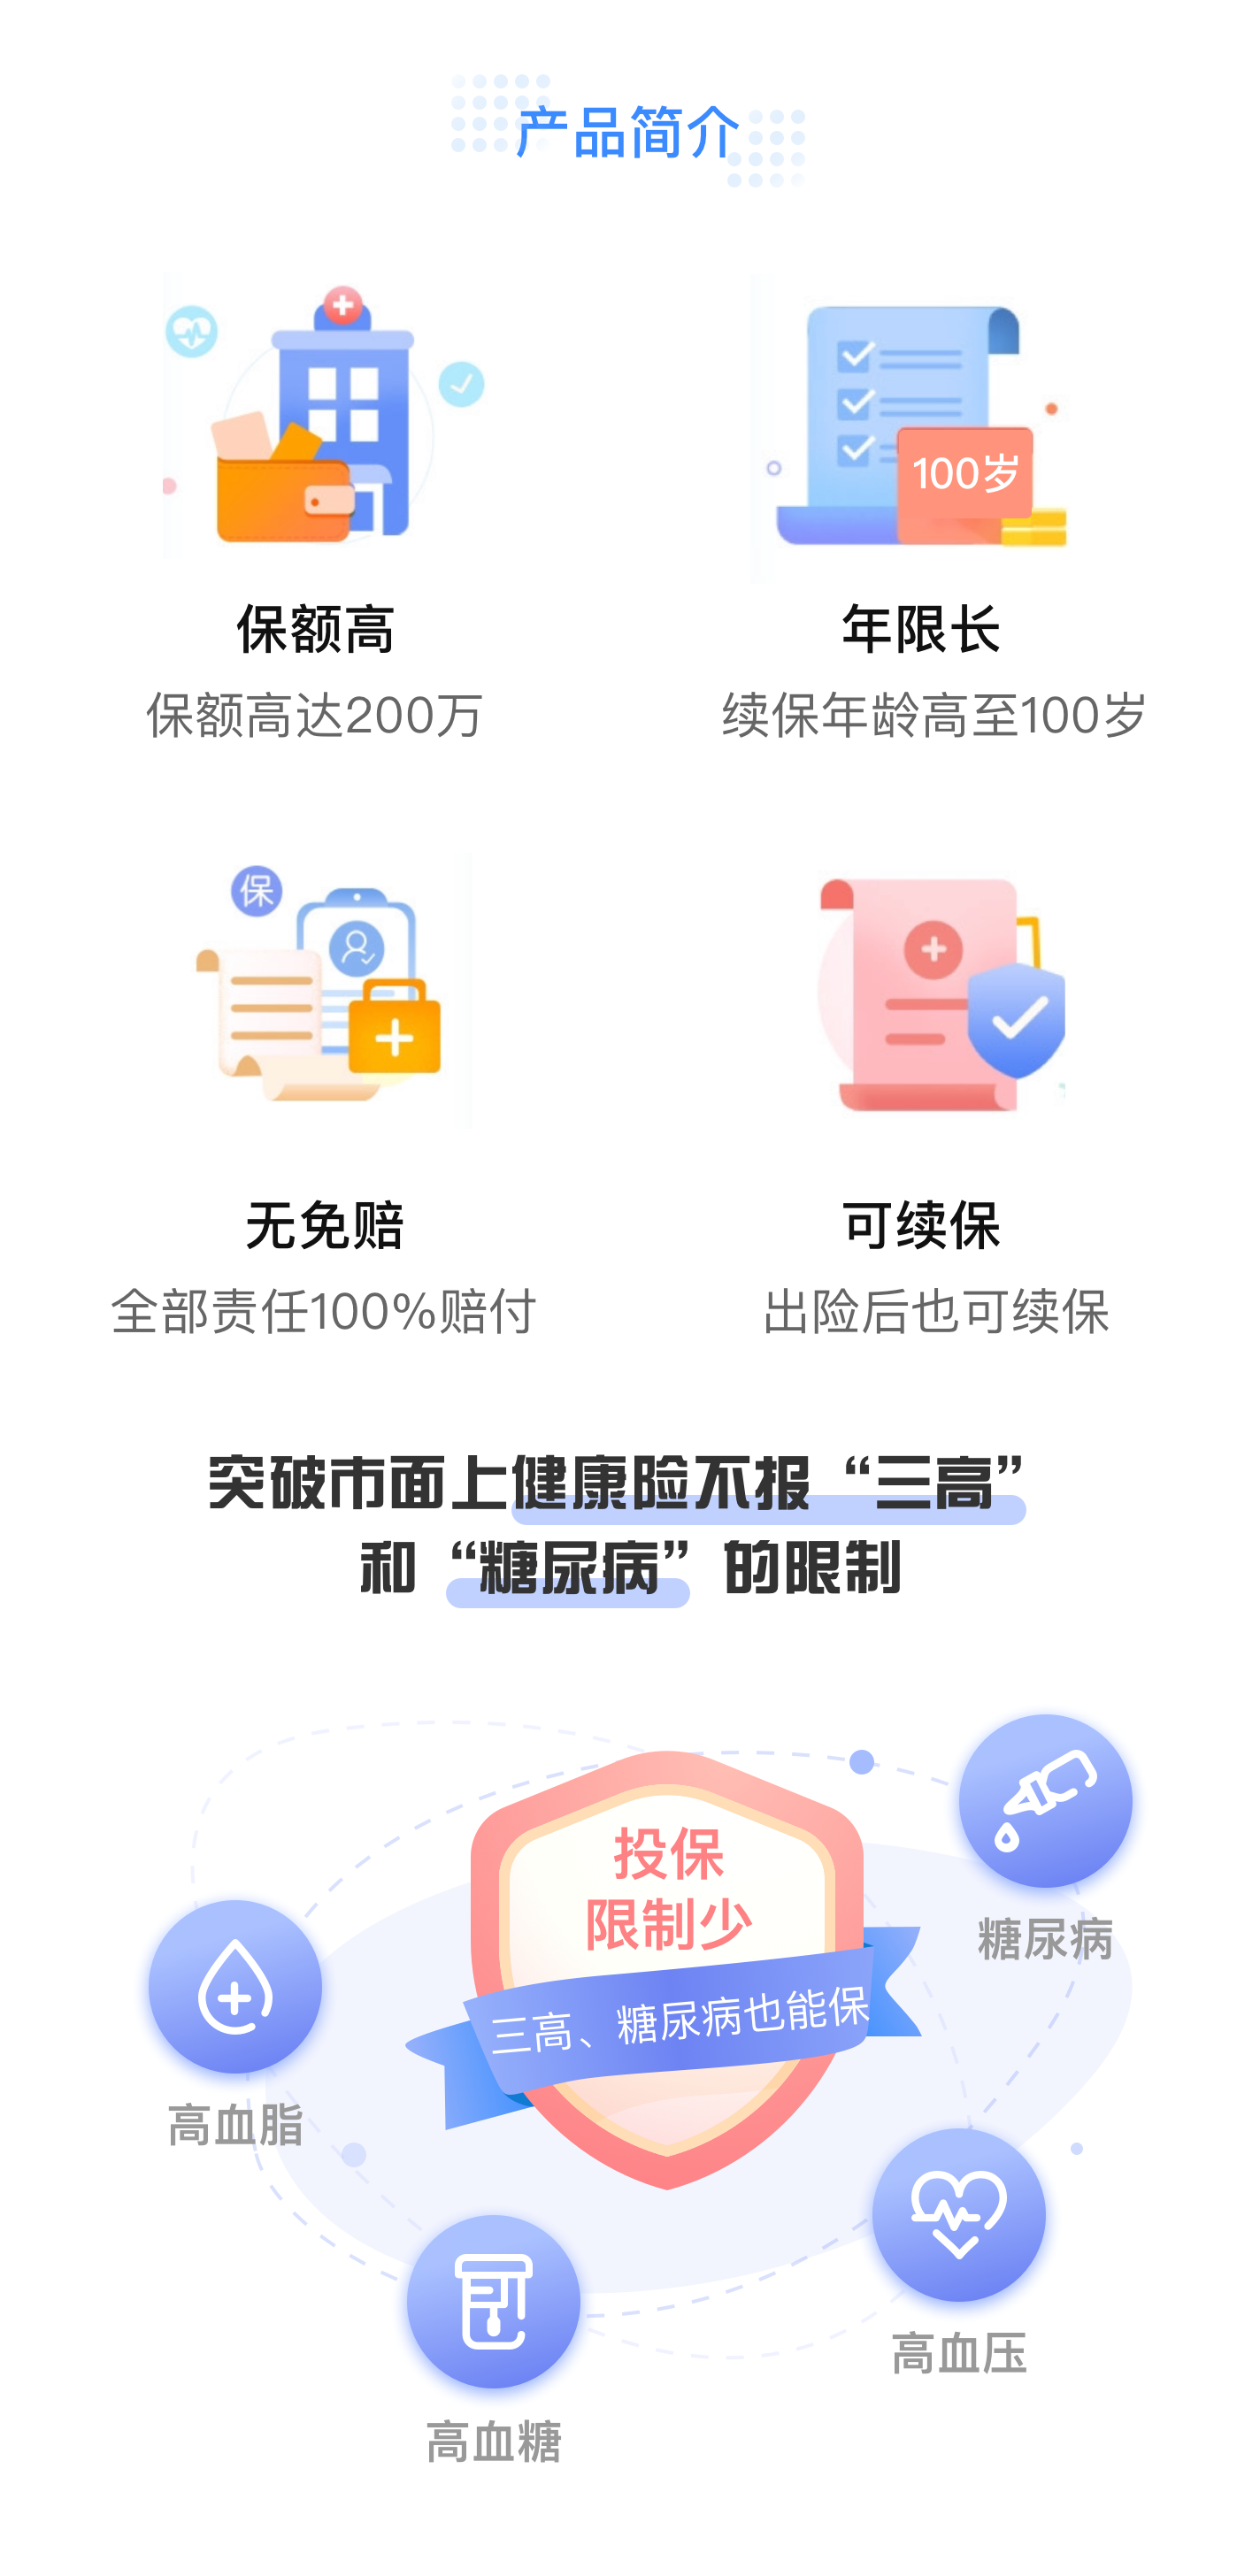 产品简介
100岁
保额高
年限长
保额高达200万
续保年龄高至100岁
保
无免赔
可续保
全部责任100%赔付
出险后也可续保
突破市面上健康险不报“三高”
和“糖尿病”的限制
投保
限制少
三高、糖尿病也能保
糖尿病
高血脂
高血压
高血糖